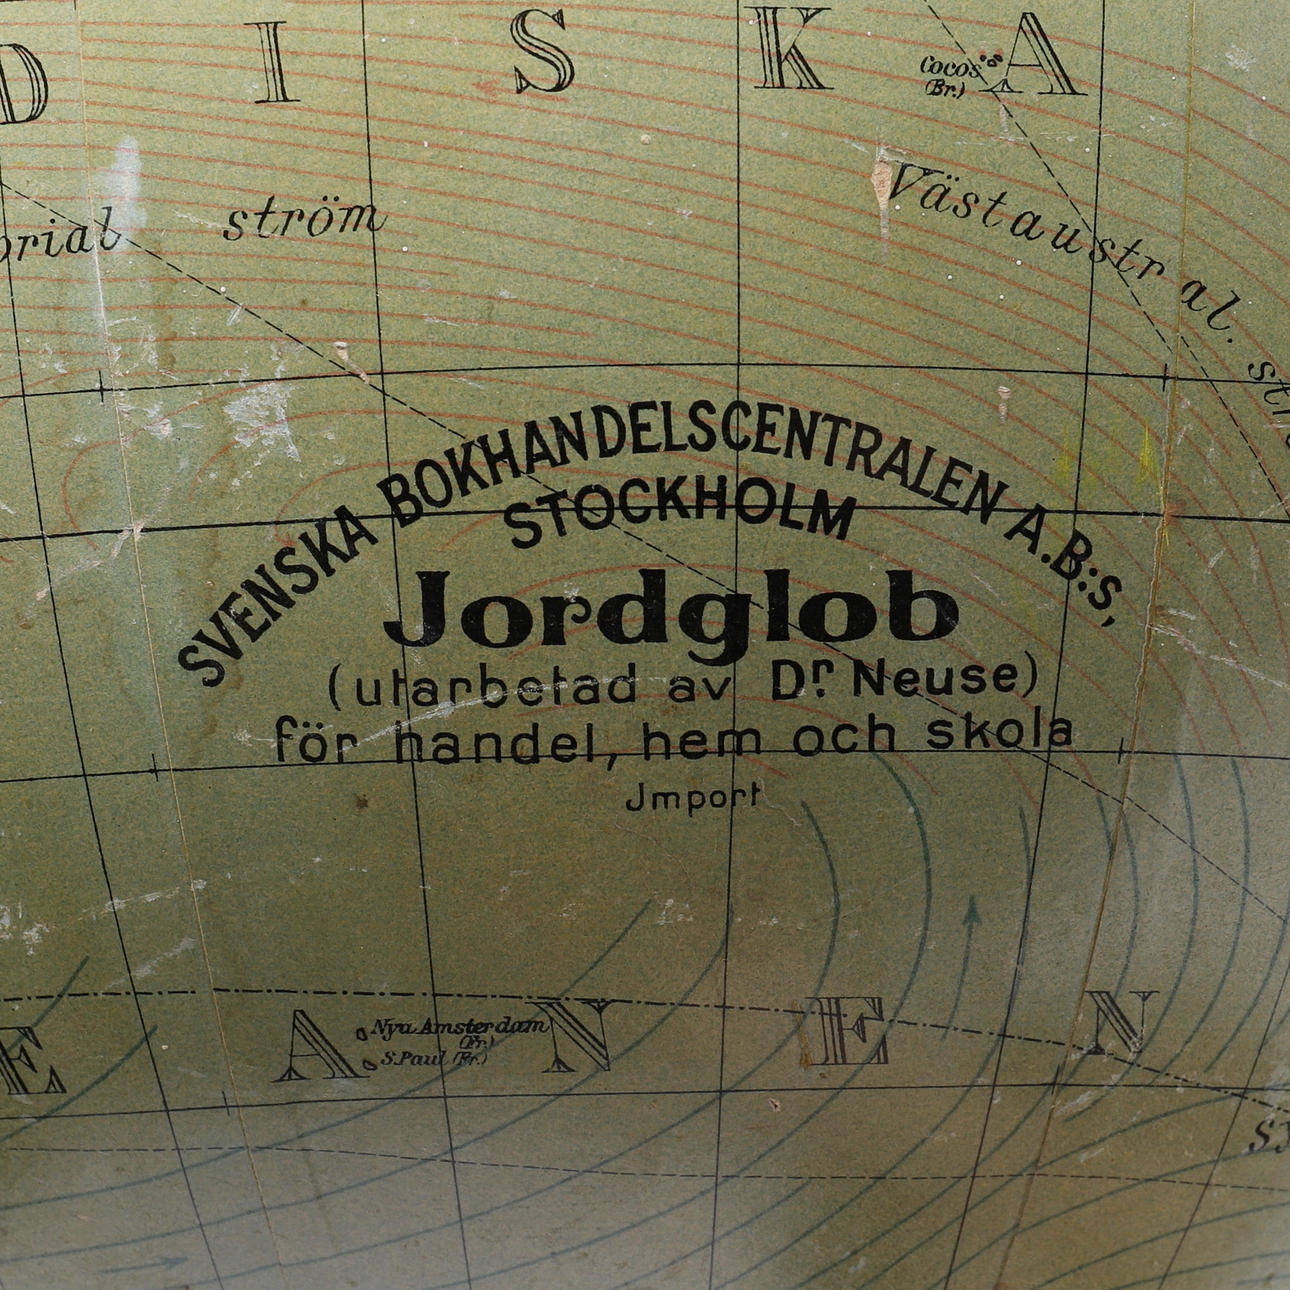 D I S K A
Cocos
(Br.)
orial ström
Västaustral. str
SVENSKA BOKHANDELSCENTRALEN A.B:s,
STOCKHOLM
Jordglob
(utarbetad av Dr. Neuse)
för handel, hem och skola
Jmport
E A N E N
Nya Amsterdam
(Fr.)
S. Paul (Fr.)